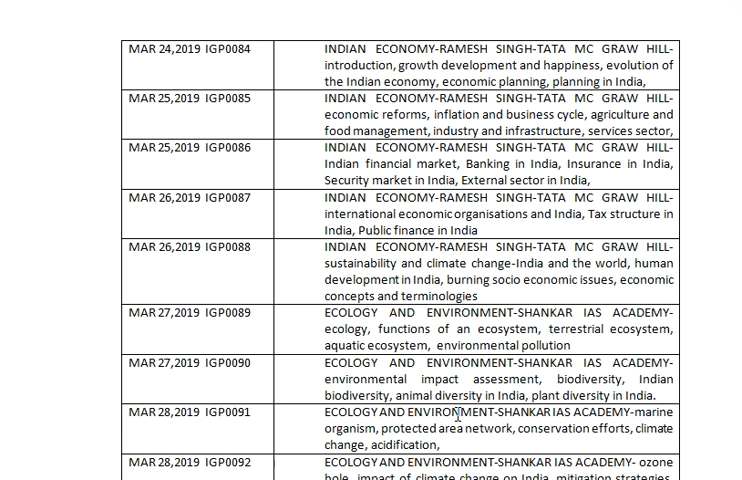 MAR 24,2019 IGP0084 INDIAN ECONOMY-RAMESH SINGH-TATA MC GRAW HILL-
introduction, growth development and happiness, evolution of
the Indian economy, economic planning, planning in India,
MAR 25,2019 IGP0085 INDIAN ECONOMY-RAMESH SINGH-TATA MC GRAW HILL-
economic reforms, inflation and business cycle, agriculture and
food management, industry and infrastructure, services sector,
MAR 25,2019 IGP0086 INDIAN ECONOMY-RAMESH SINGH-TATA MC GRAW HILL-
Indian financial market, Banking in India, Insurance in India,
Security market in India, External sector in India,
MAR 26,2019 IGP0087 INDIAN ECONOMY-RAMESH SINGH-TATA MC GRAW HILL-
international economic organisations and India, Tax structure in
India, Public finance in India
MAR 26,2019 IGP0088 INDIAN ECONOMY-RAMESH SINGH-TATA MC GRAW HILL-
sustainability and climate change-India and the world, human
development in India, burning socio economic issues, economic
concepts and terminologies
MAR 27,2019 IGP0089 ECOLOGY AND ENVIRONMENT-SHANKAR IAS ACADEMY-
ecology, functions of an ecosystem, terrestrial ecosystem,
aquatic ecosystem, environmental pollution
MAR 27,2019 IGP0090 ECOLOGY AND ENVIRONMENT-SHANKAR IAS ACADEMY-
environmental impact assessment, biodiversity, Indian
biodiversity, animal diversity in India, plant diversity in India.
MAR 28,2019 IGP0091 ECOLOGY AND ENVIRONMENT-SHANKAR IAS ACADEMY-marine
organism, protected area network, conservation efforts, climate
change, acidification,
MAR 28,2019 IGP0092 ECOLOGY AND ENVIRONMENT-SHANKAR IAS ACADEMY- ozone
hole, impact of climate change on India, mitigation strategies,